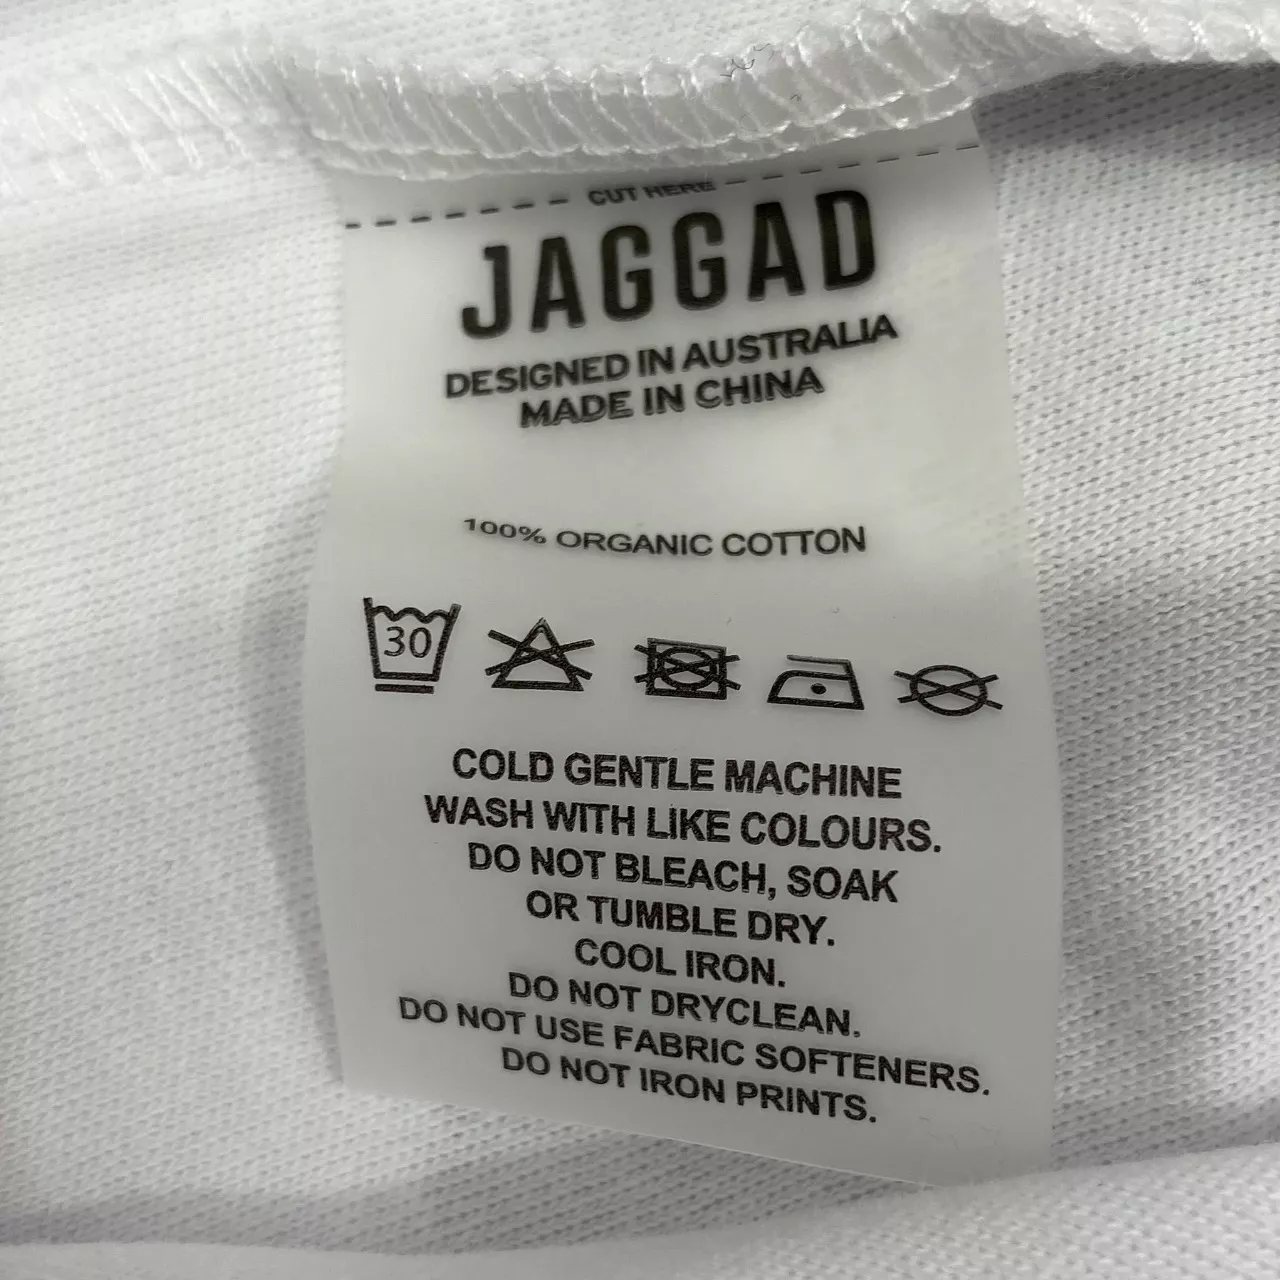 CUT HERE
JAGGAD
DESIGNED IN AUSTRALIA
MADE IN CHINA
100% ORGANIC COTTON
30
COLD GENTLE MACHINE
WASH WITH LIKE COLOURS.
DO NOT BLEACH, SOAK
OR TUMBLE DRY.
COOL IRON.
DO NOT DRYCLEAN.
DO NOT USE FABRIC SOFTENERS.
DO NOT IRON PRINTS.